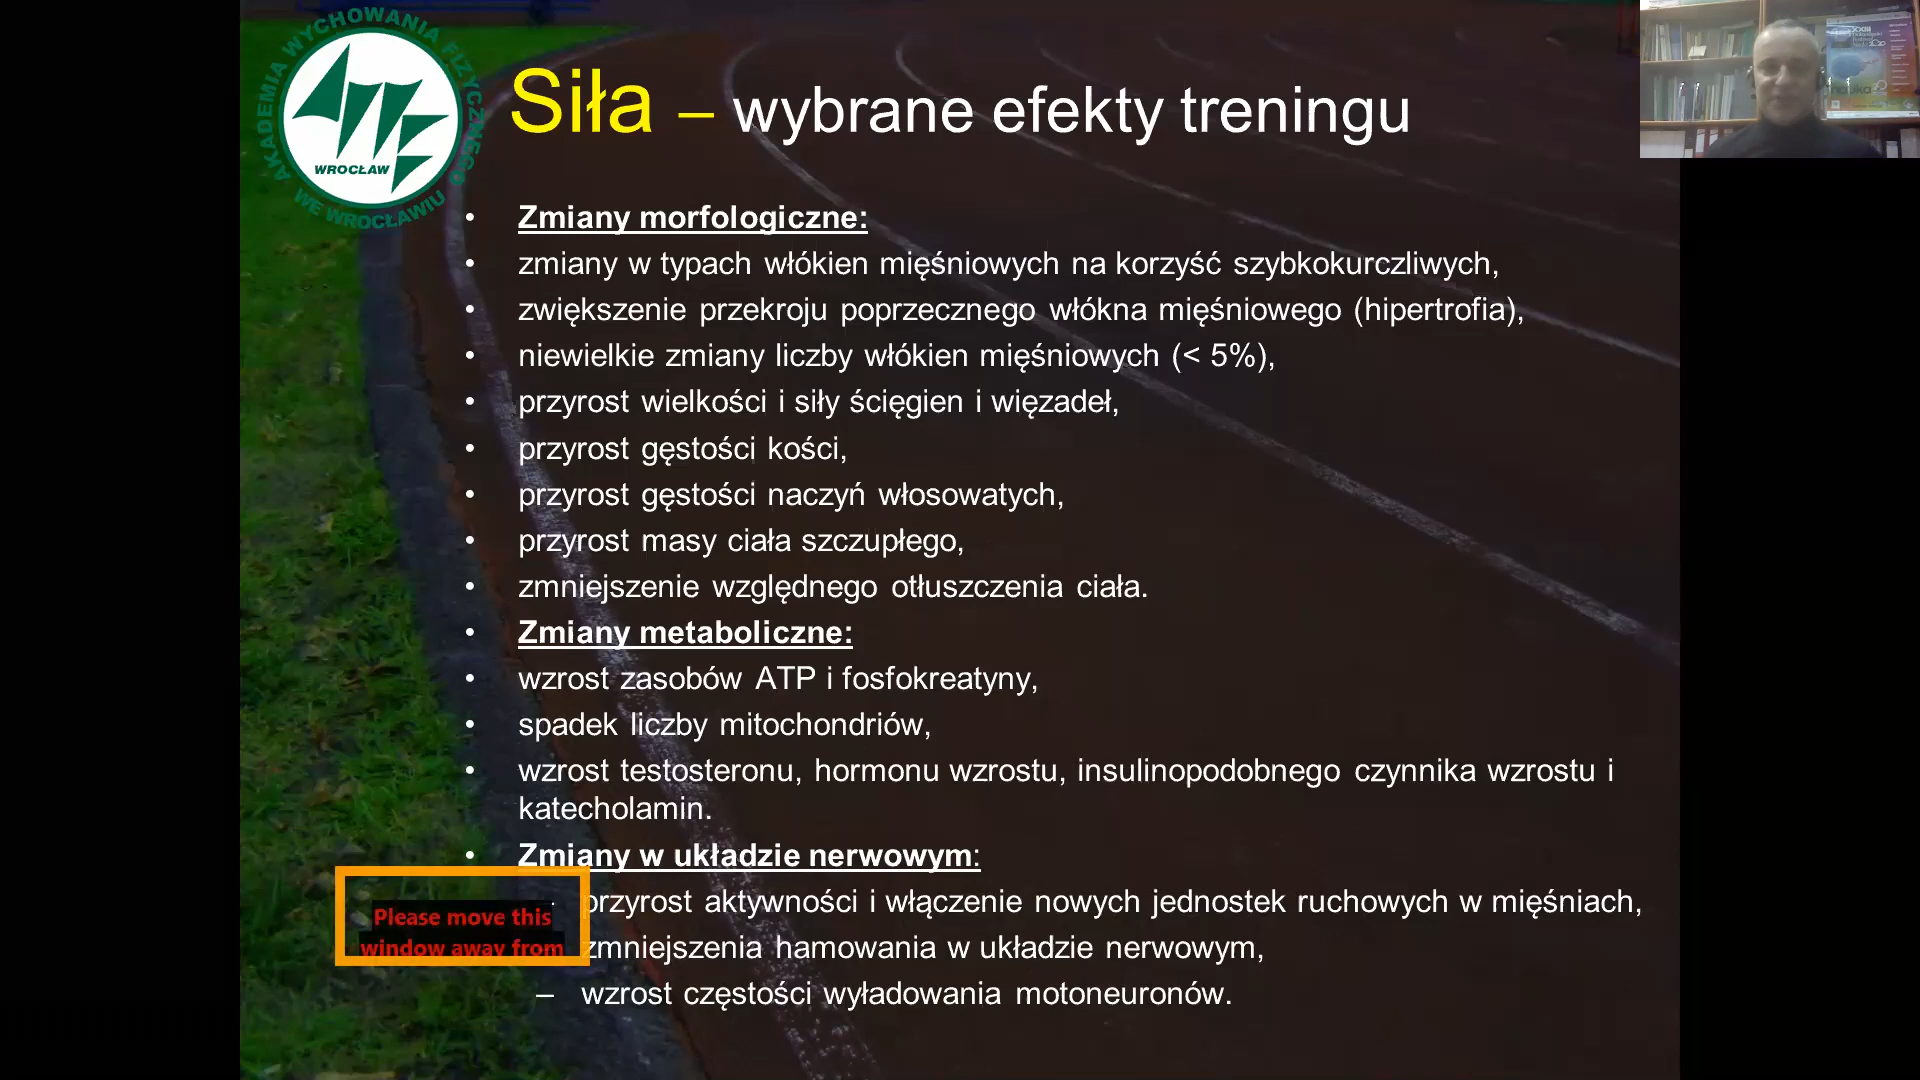 AKADEMIA WYCHOWANIA FIZYCZNEGO
WE WROCŁAWIU
WROCŁAW
Siła – wybrane efekty treningu
• Zmiany morfologiczne:
• zmiany w typach włókien mięśniowych na korzyść szybkokurczliwych,
• zwiększenie przekroju poprzecznego włókna mięśniowego (hipertrofia),
• niewielkie zmiany liczby włókien mięśniowych (< 5%),
• przyrost wielkości i siły ścięgien i więzadeł,
• przyrost gęstości kości,
• przyrost gęstości naczyń włosowatych,
• przyrost masy ciała szczupłego,
• zmniejszenie względnego otłuszczenia ciała.
• Zmiany metaboliczne:
• wzrost zasobów ATP i fosfokreatyny,
• spadek liczby mitochondriów,
• wzrost testosteronu, hormonu wzrostu, insulinopodobnego czynnika wzrostu i
katecholamin.
• Zmiany w układzie nerwowym:
– przyrost aktywności i włączenie nowych jednostek ruchowych w mięśniach,
zmniejszenia hamowania w układzie nerwowym,
– wzrost częstości wyładowania motoneuronów.
Please move this
window away from
XXIII